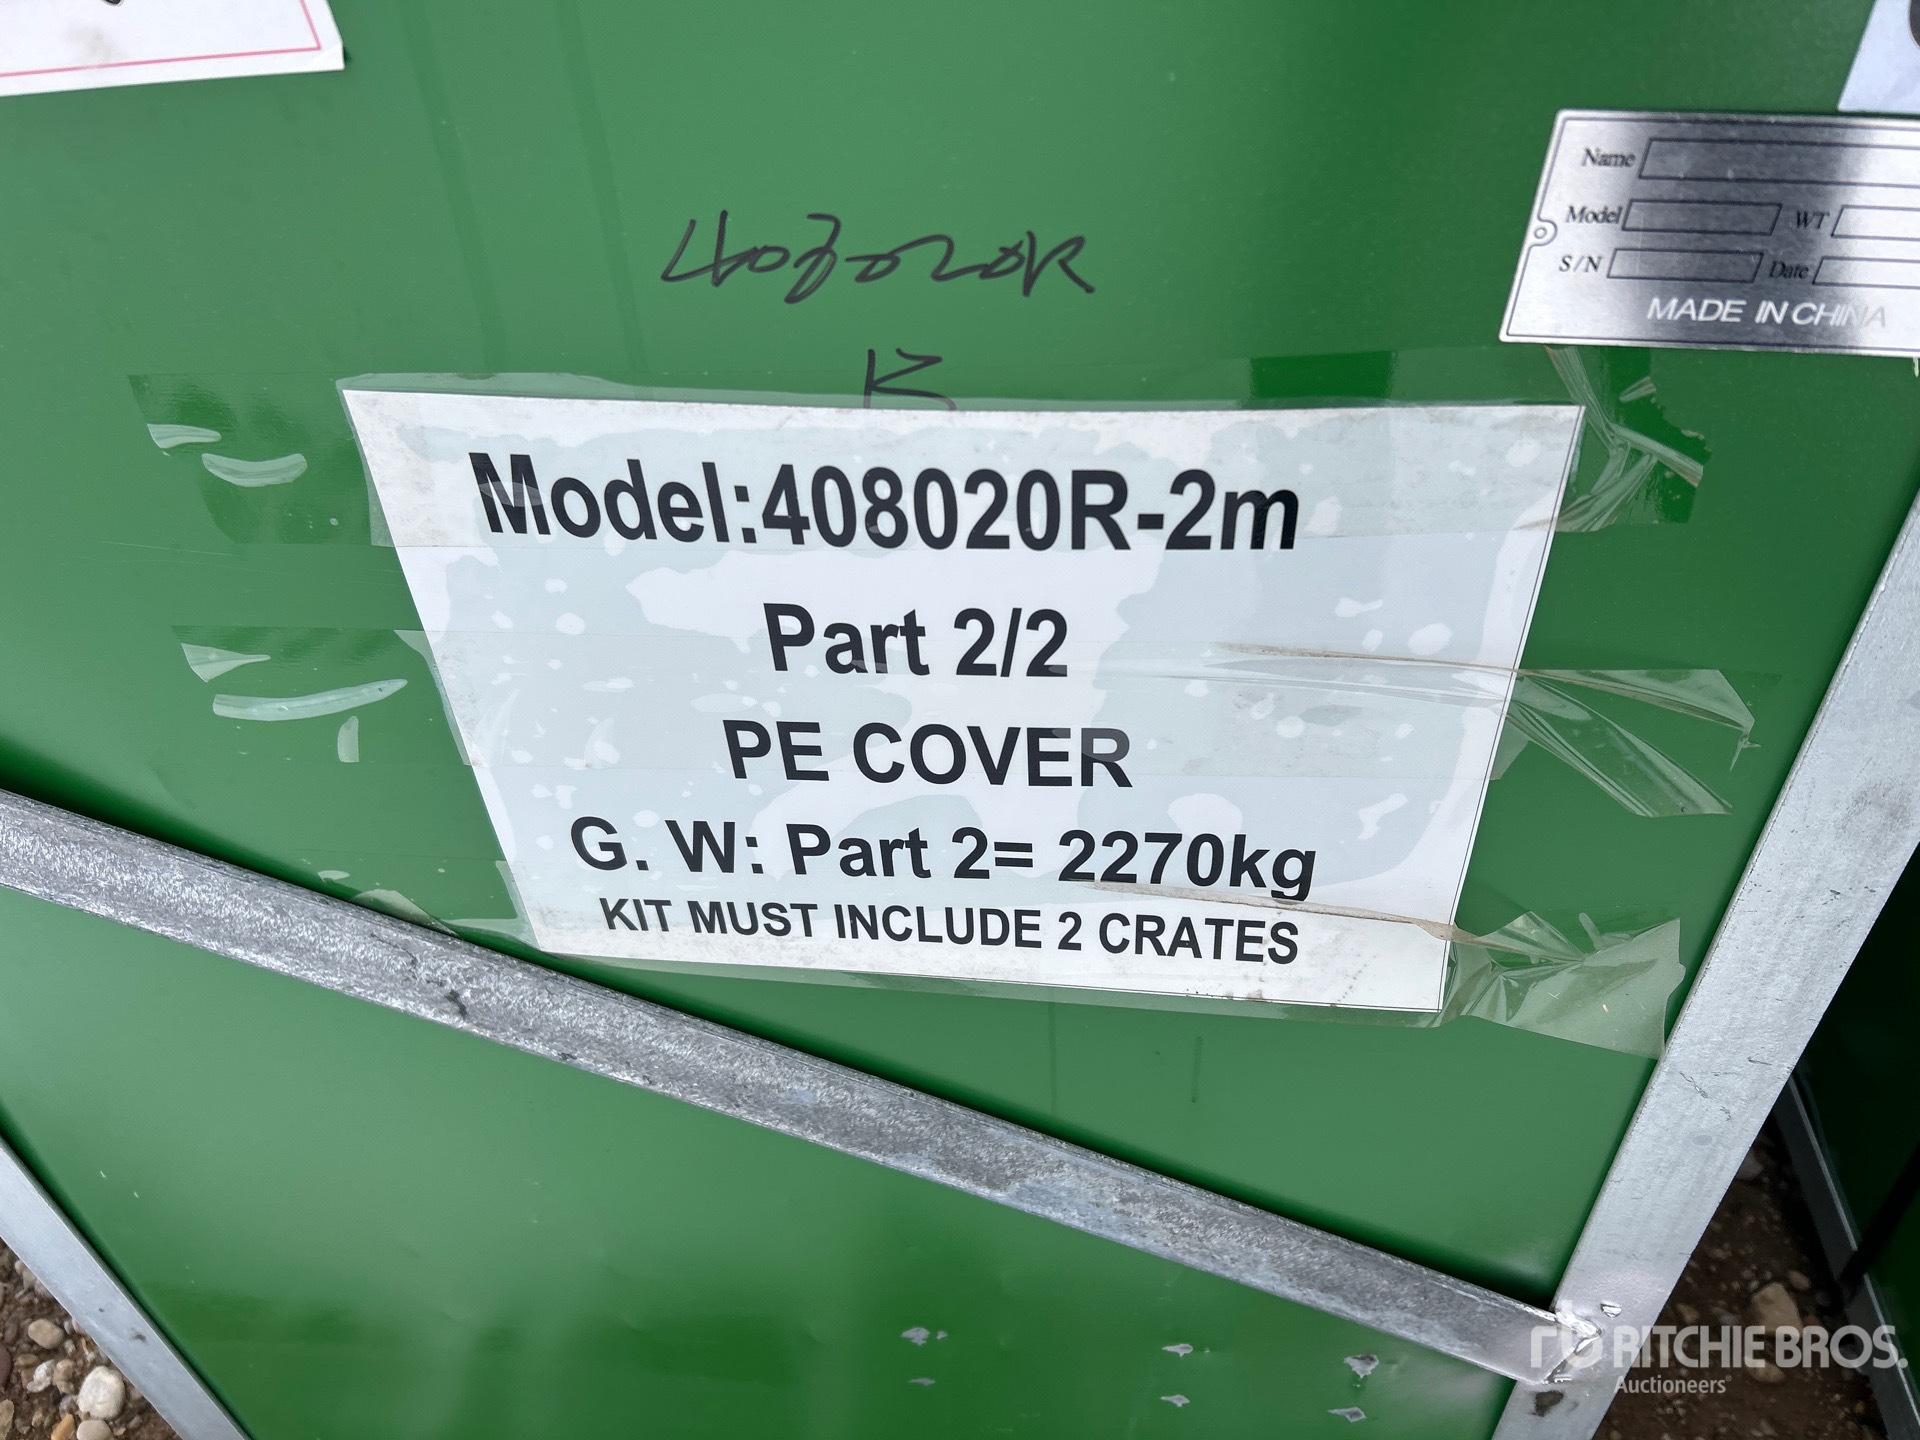 Name
Model WT
S/N Date
MADE IN CHINA
408020R
Model:408020R-2m
Part 2/2
PE COVER
G. W: Part 2= 2270kg
KIT MUST INCLUDE 2 CRATES
rb RITCHIE BROS.
Auctioneers